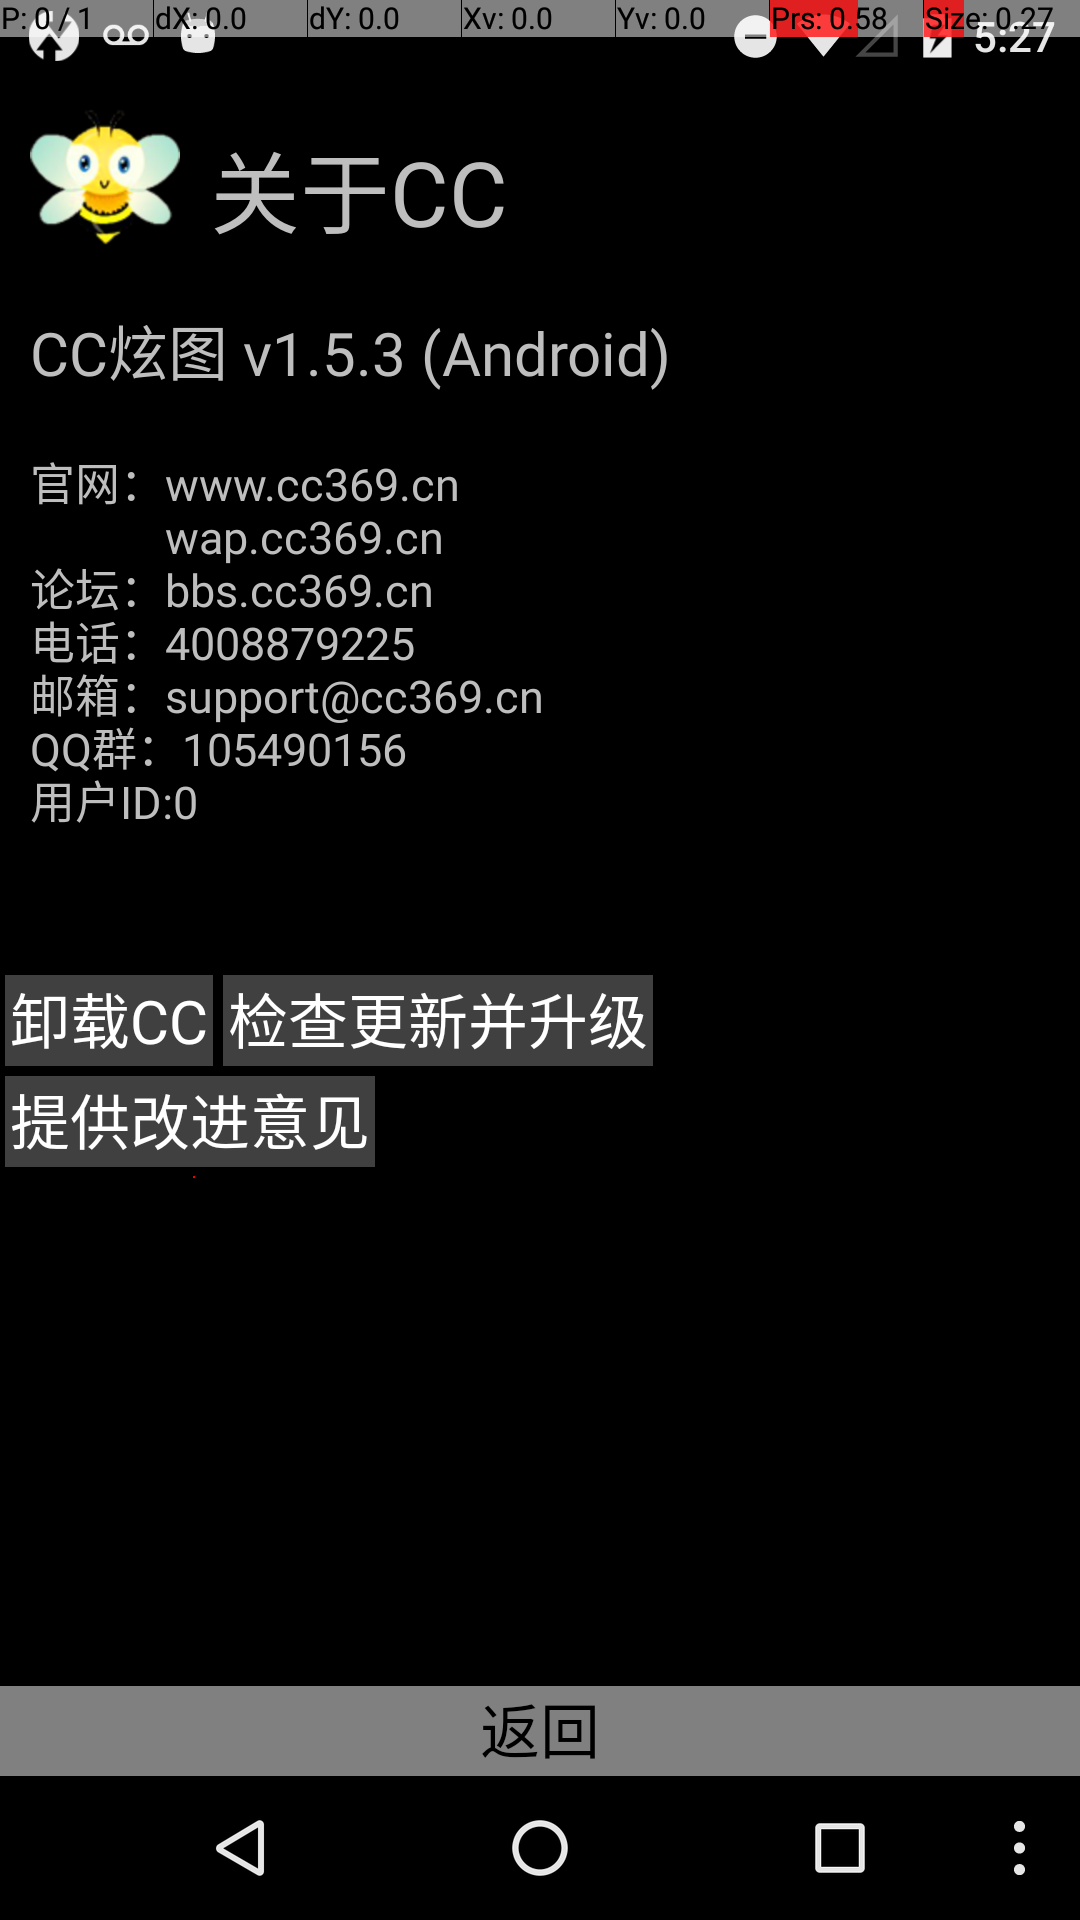 P: 0 / 1 dX: 0.0 dY: 0.0 Xv: 0.0 Yv: 0.0 Prs: 0.58 Size: 0.27
5:27
关于CC
CC炫图 v1.5.3 (Android)
官网：www.cc369.cn
wap.cc369.cn
论坛：bbs.cc369.cn
电话：4008879225
邮箱：support@cc369.cn
QQ群：105490156
用户ID:0
卸载CC 检查更新并升级
提供改进意见
返回